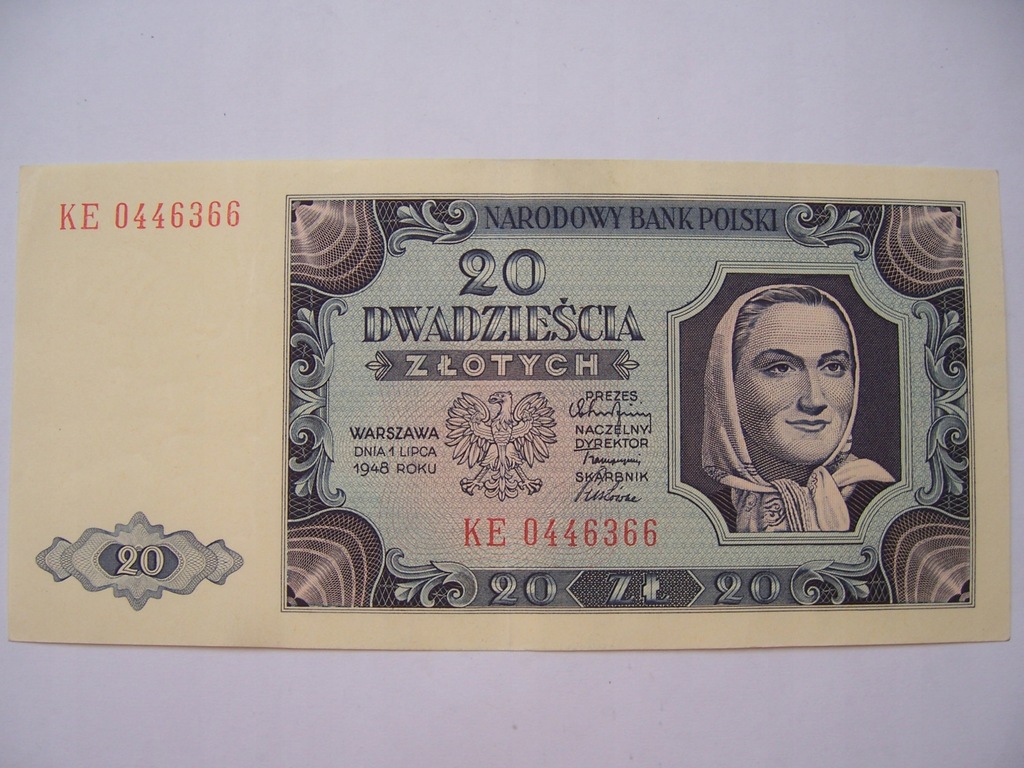 KE 0446366
NARODOWY BANK POLSKI
20
DWADZIEŚCIA
ZŁOTYCH
WARSZAWA
DNIA 1 LIPCA
1948 ROKU
PREZES
NACZELNY
DYREKTOR
SKARBNIK
KE 0446366
20
20 ZŁ 20